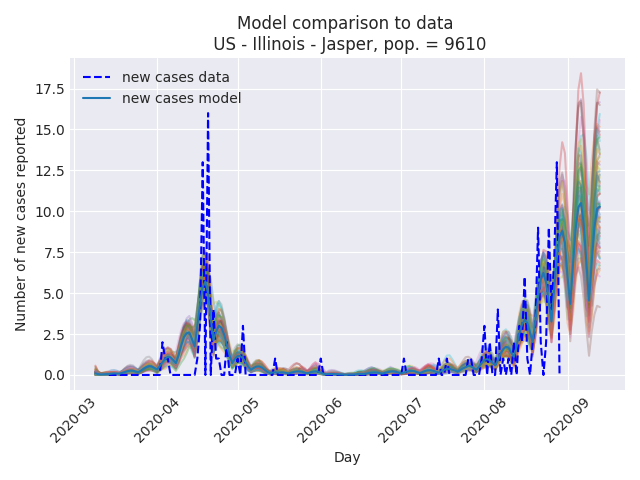 Model comparison to data
US - Illinois - Jasper, pop. = 9610
new cases data
new cases model
Number of new cases reported
17.5
15.0
12.5
10.0
7.5
5.0
2.5
0.0
2020-03
2020-04
2020-05
2020-06
2020-07
2020-08
2020-09
Day